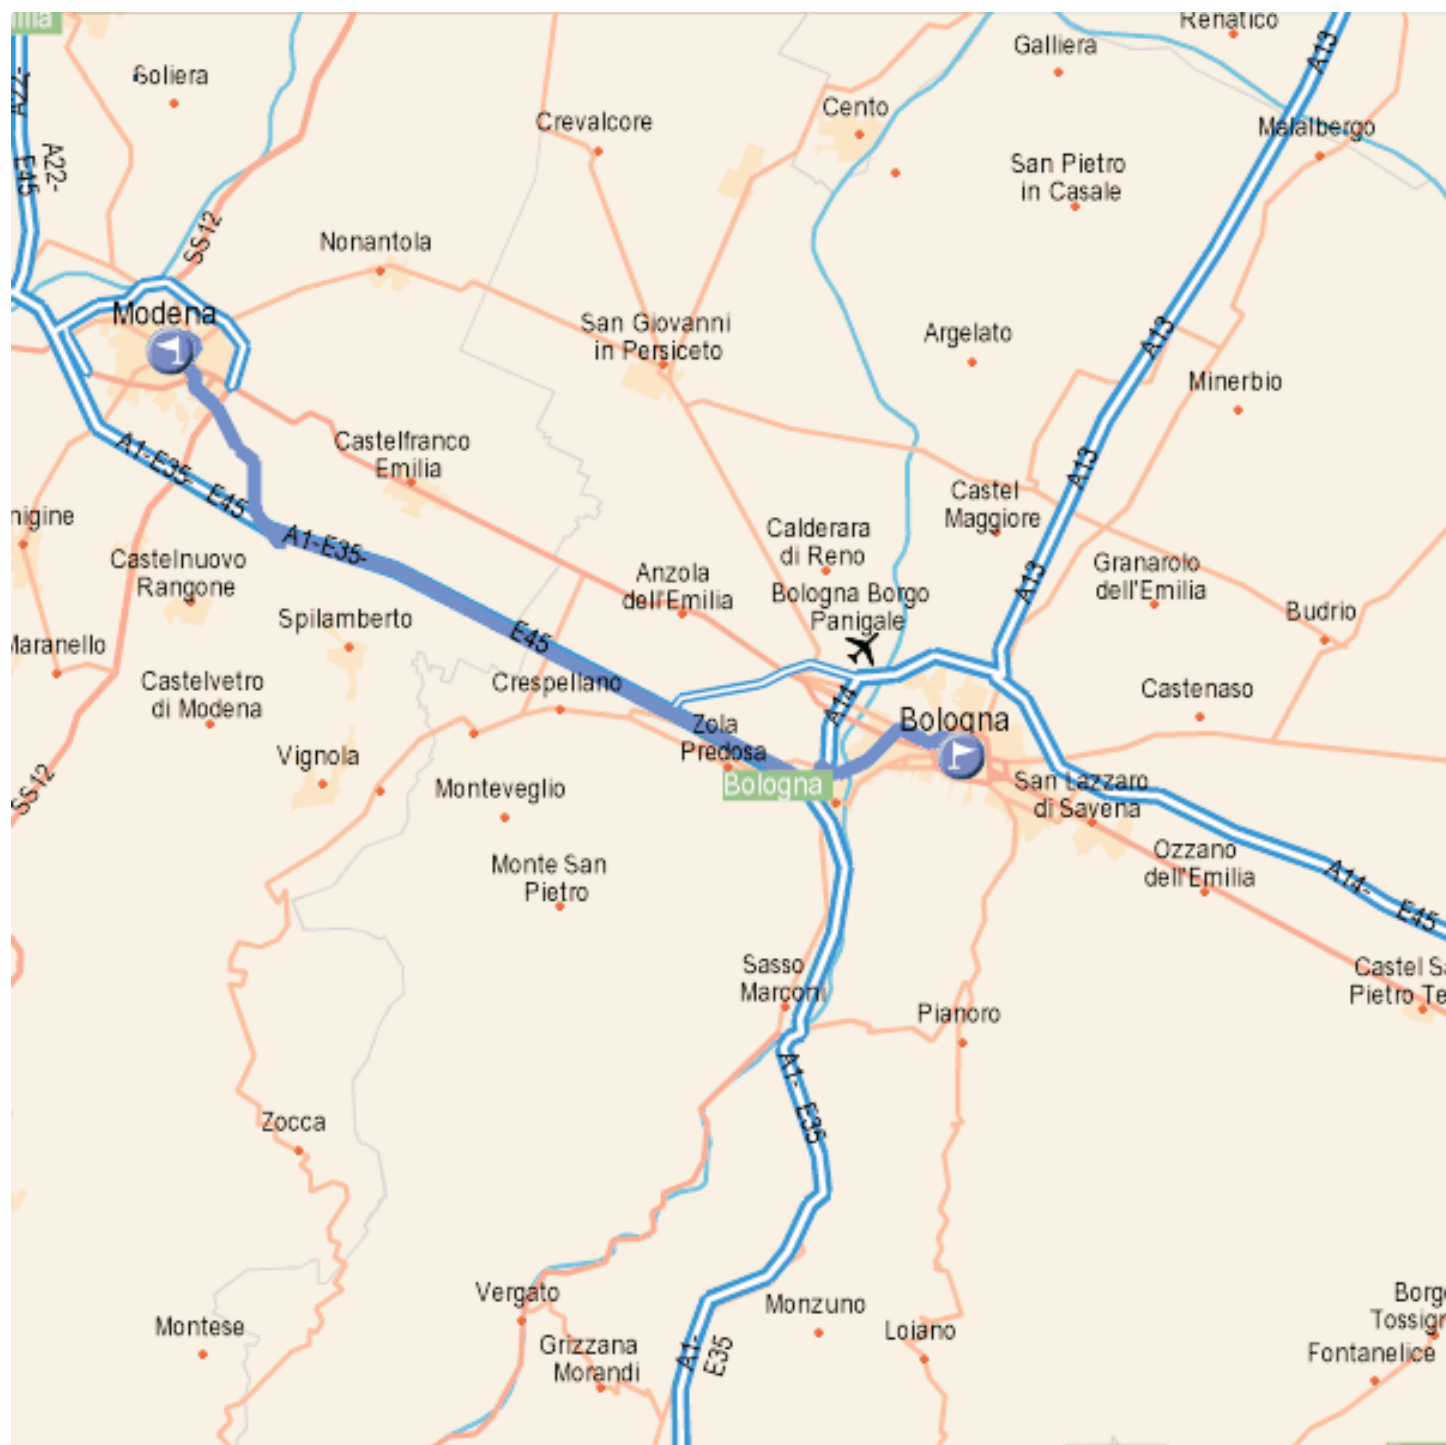 Renatico
Galliera
A13
Soliera
A22-
Cento
Crevalcore
Malalbergo
A22-
E45
San Pietro
in Casale
SS12
Nonantola
Modena
San Giovanni
in Persiceto
Argelato
A13
Minerbio
Castelfranco
Emilia
A1-E35-
E45
A13
Castel
Maggiore
nigine
Calderara
di Reno
A1-E35-
Castelnuovo
Rangone
Anzola
dell'Emilia
Granarolo
dell'Emilia
A13
Bologna Borgo
Panigale
Spilamberto
E45
Budrio
Maranello
Castelvetro
di Modena
Crespellano
A14
Castenaso
Bologna
Zola
Predosa
Vignola
Bologna
San Lazzaro
di Savena
SS12
Monteveglio
Monte San
Pietro
Ozzano
dell'Emilia
A14-
E45
Sasso
Marconi
Castel Sa
Pietro Te
Pianoro
A1-
E35
Zocca
Vergato
Monzuno
Borgo
Tossign
Montese
Loiano
Grizzana
Morandi
A1-
E35
Fontanelice